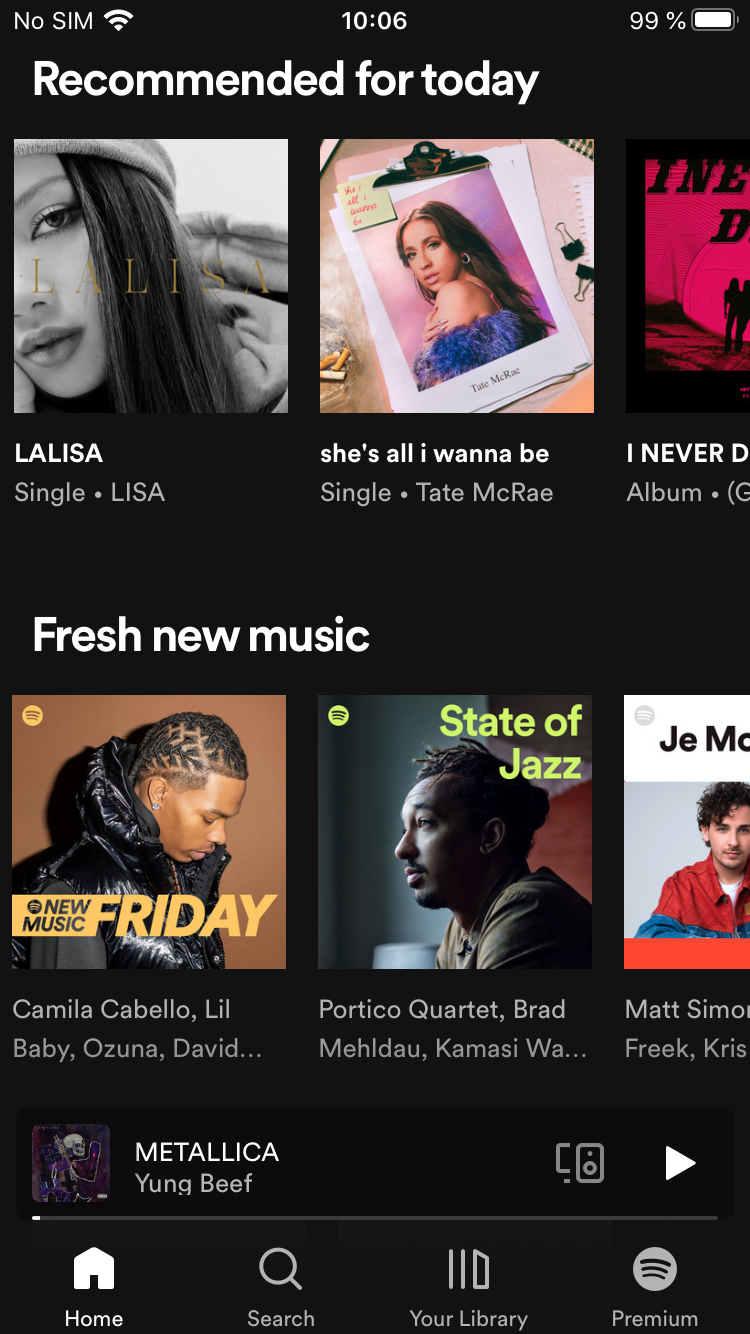 No SIM 10:06 99 %
Recommended for today
LALISA
she's
all i
wanna
be
Tate McRae
I NE
D
LALISA
she's all i wanna be
I NEVER D
Single • LISA
Single • Tate McRae
Album • (G
Fresh new music
NEW
MUSIC FRIDAY
State of
Jazz
Je Mo
Camila Cabello, Lil
Baby, Ozuna, David...
Portico Quartet, Brad
Mehldau, Kamasi Wa...
Matt Simo
Freek, Kris
METALLICA
Yung Beef
Home
Search
Your Library
Premium